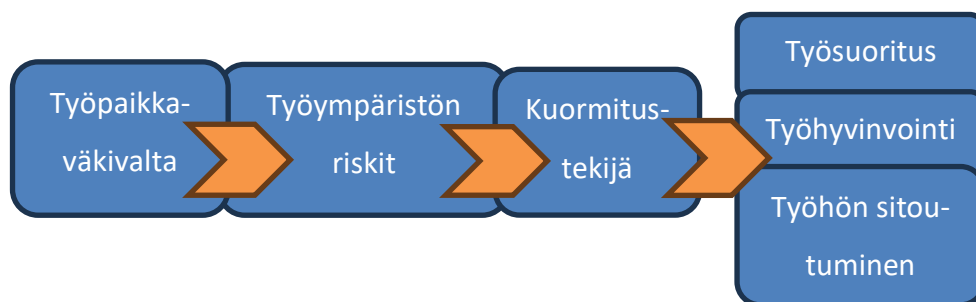 Työpaikka-
väkivalta
Työympäristön
riskit
Kuormitus-
tekijä
Työsuoritus
Työhyvinvointi
Työhön sitou-
tuminen